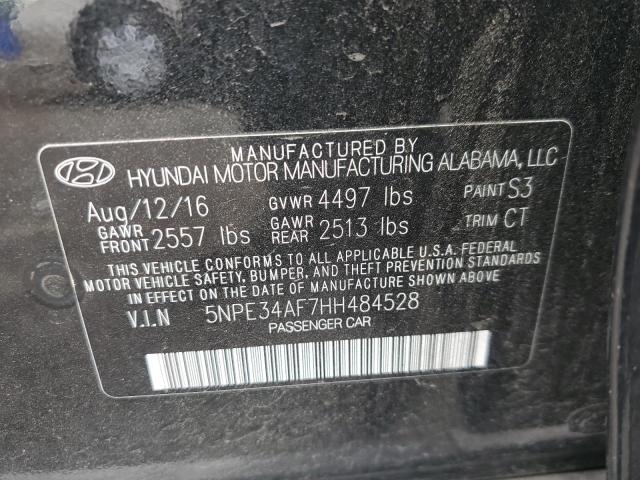 MANUFACTURED BY
HYUNDAI MOTOR MANUFACTURING ALABAMA, LLC
Aug/12/16 GVWR 4497 lbs PAINT S3
GAWR FRONT 2557 lbs GAWR REAR 2513 lbs TRIM CT
THIS VEHICLE CONFORMS TO ALL APPLICABLE U.S.A. FEDERAL
MOTOR VEHICLE SAFETY, BUMPER, AND THEFT PREVENTION STANDARDS
IN EFFECT ON THE DATE OF MANUFACTURE SHOWN ABOVE.
V.I.N 5NPE34AF7HH484528
PASSENGER CAR